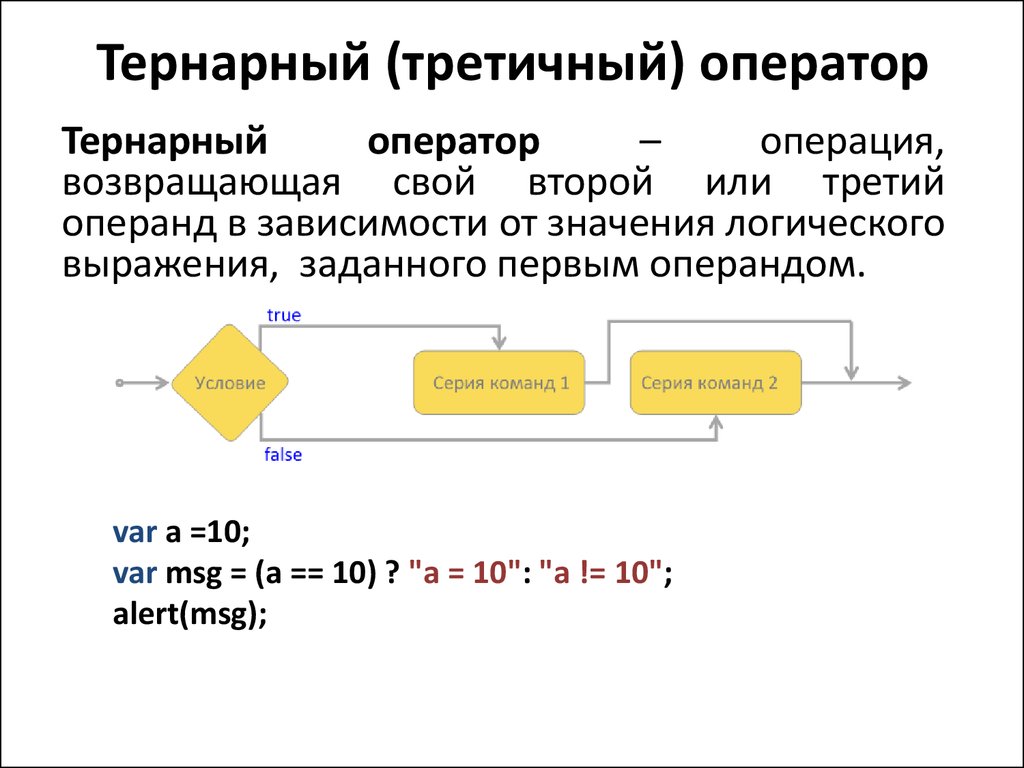 Тернарный (третичный) оператор
Тернарный оператор – операция,
возвращающая свой второй или третий
операнд в зависимости от значения логического
выражения, заданного первым операндом.
true
Условие
Серия команд 1
Серия команд 2
false
var a =10;
var msg = (a == 10) ? "a = 10": "a != 10";
alert(msg);